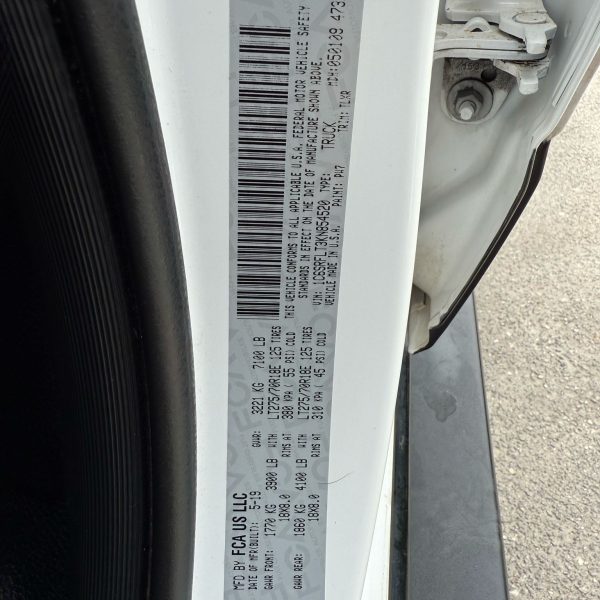 MFD BY FCA US LLC
DATE OF MFR(BUILT): 5-19 GVWR: 3221 KG 7100 LB
GAWR FRONT: 1770 KG 3900 LB WITH LT275/70R18E 125 TIRES
18X8.0 RIMS AT 380 KPA ( 55 PSI) COLD
GAWR REAR: 1860 KG 4100 LB WITH LT275/70R18E 125 TIRES
18X8.0 RIMS AT 310 KPA ( 45 PSI) COLD
THIS VEHICLE CONFORMS TO ALL APPLICABLE U.S.A. FEDERAL MOTOR VEHICLE SAFETY
STANDARDS IN EFFECT ON THE DATE OF MANUFACTURE SHOWN ABOVE.
VIN: 1C6SRFLT3KN854520 TYPE: TRUCK MDH:050109 473
VEHICLE MADE IN U.S.A. PAINT: PW7 TRIM: TLXR